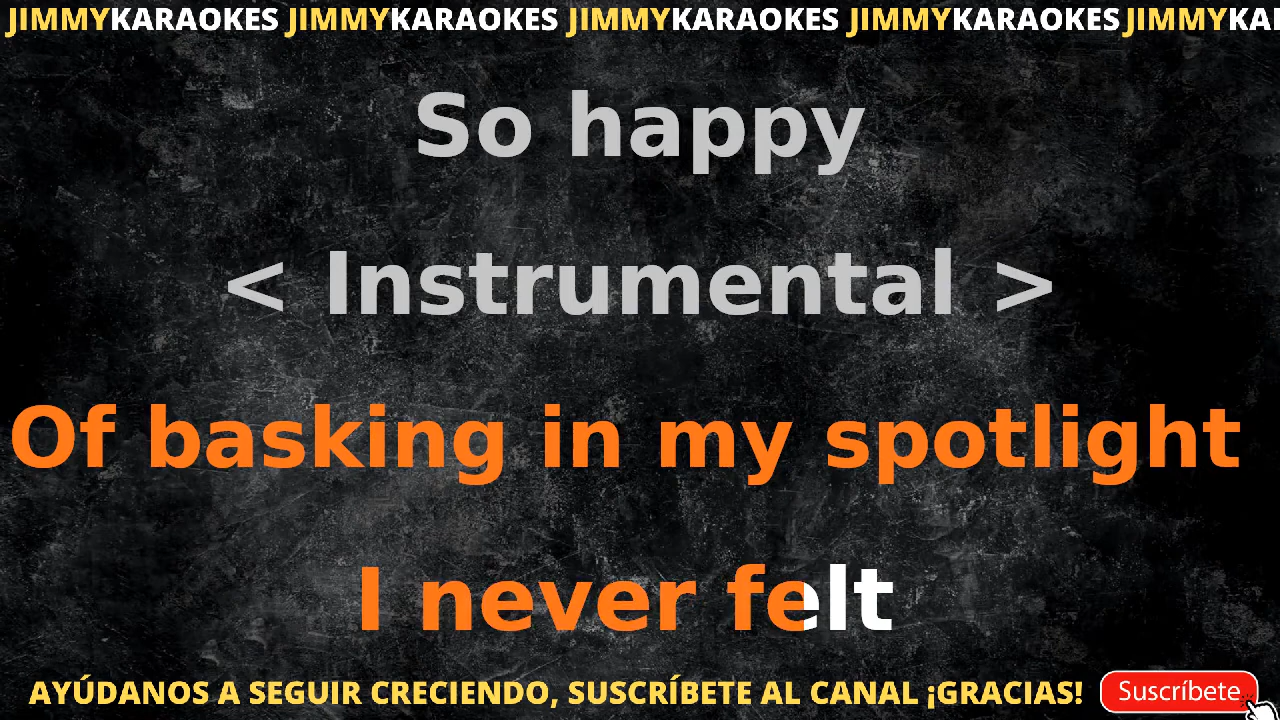 JIMMYKARAOKES JIMMYKARAOKES JIMMYKARAOKES JIMMYKARAOKES JIMMYKAI
So happy
< Instrumental >
Of basking in my spotlight
I never felt
AYÚDANOS A SEGUIR CRECIENDO, SUSCRÍBETE AL CANAL ¡GRACIAS! Suscríbete